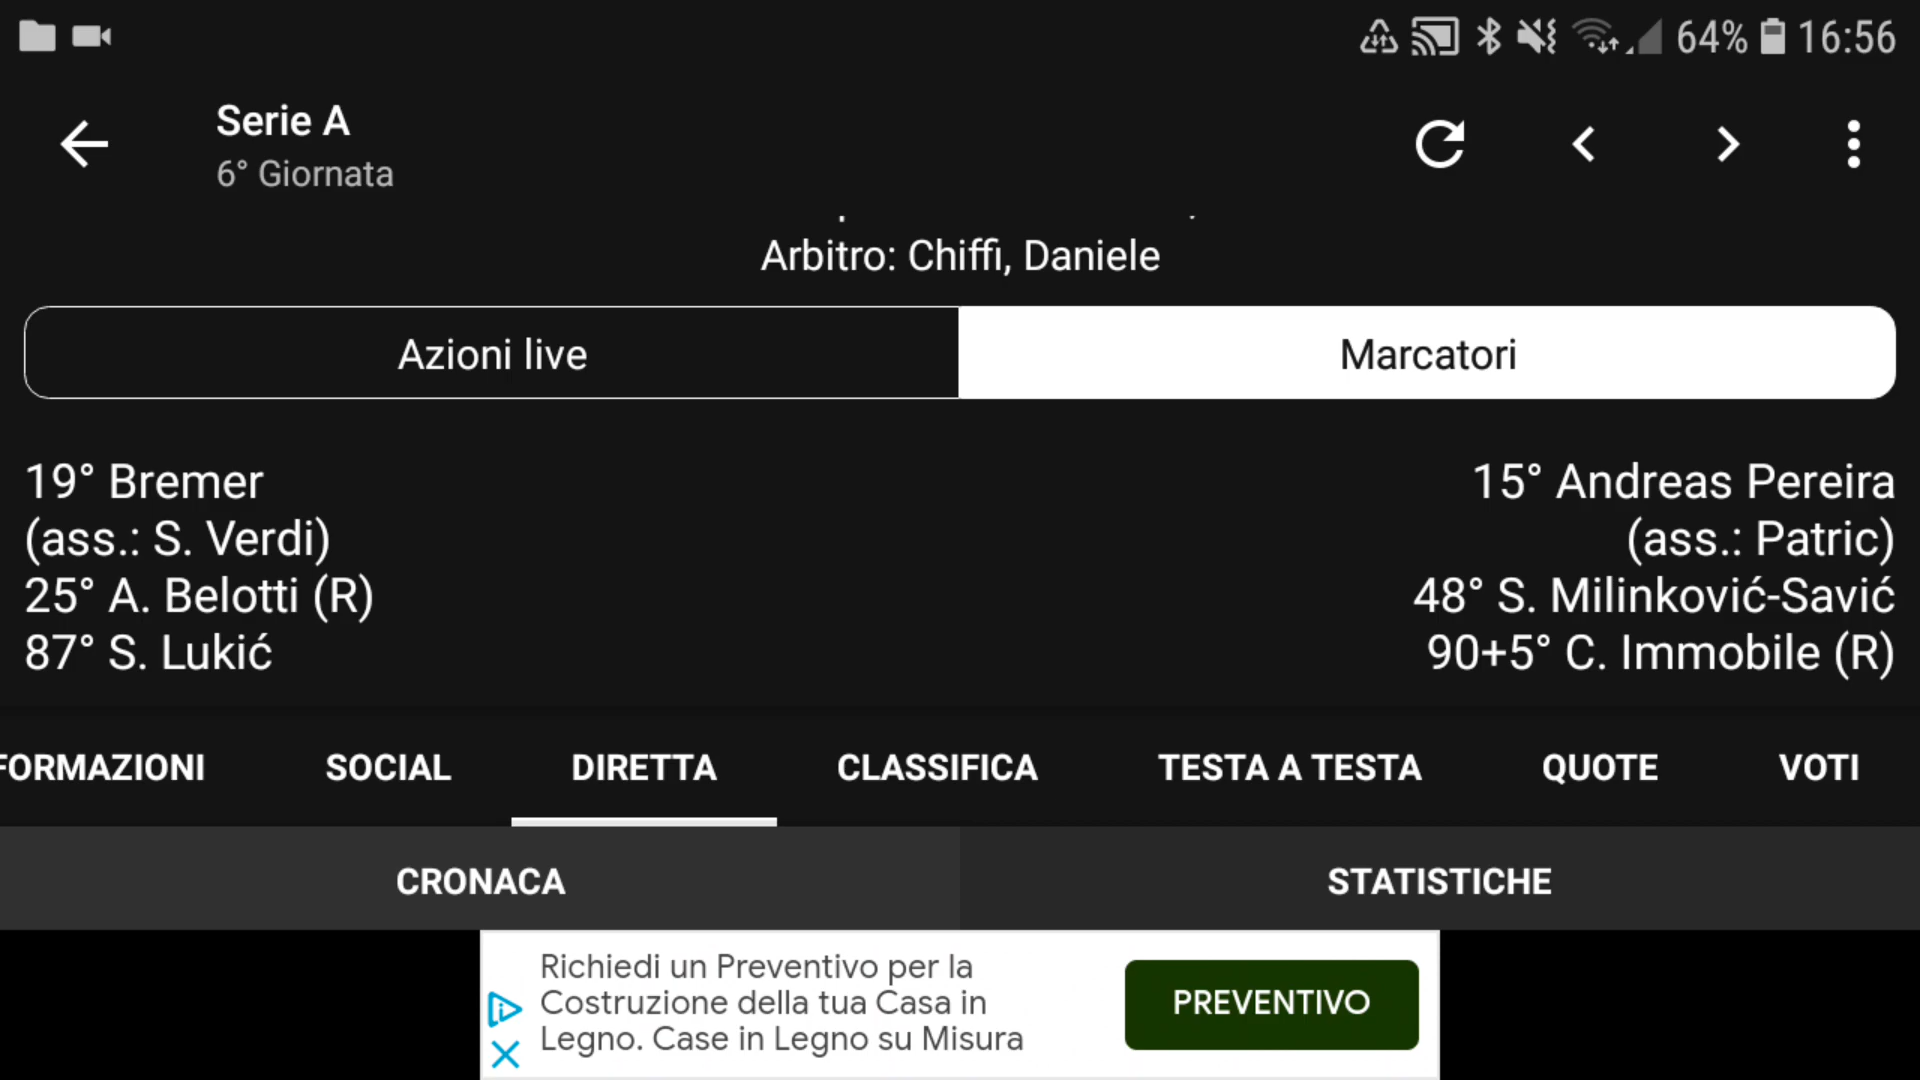 64% 16:56
Serie A
6° Giornata
Arbitro: Chiffi, Daniele
Azioni live
Marcatori
19° Bremer
(ass.: S. Verdi)
25° A. Belotti (R)
87° S. Lukić
15° Andreas Pereira
(ass.: Patric)
48° S. Milinković-Savić
90+5° C. Immobile (R)
FORMAZIONI
SOCIAL
DIRETTA
CLASSIFICA
TESTA A TESTA
QUOTE
VOTI
CRONACA
STATISTICHE
Richiedi un Preventivo per la
Costruzione della tua Casa in
Legno. Case in Legno su Misura
PREVENTIVO